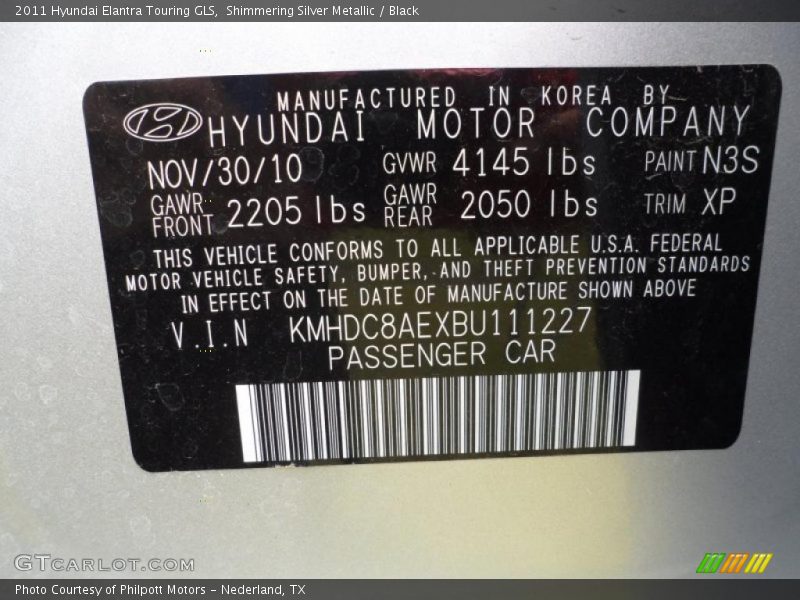 2011 Hyundai Elantra Touring GLS,  Shimmering Silver Metallic / Black
MANUFACTURED IN KOREA BY
HYUNDAI MOTOR COMPANY
NOV/30/10 GVWR 4145 lbs PAINT N3S
GAWR FRONT 2205 lbs GAWR REAR 2050 lbs TRIM XP
THIS VEHICLE CONFORMS TO ALL APPLICABLE U.S.A. FEDERAL
MOTOR VEHICLE SAFETY, BUMPER, AND THEFT PREVENTION STANDARDS
IN EFFECT ON THE DATE OF MANUFACTURE SHOWN ABOVE
V.I.N KMHDC8AEXBU111227
PASSENGER CAR
GTCARLOT.COM
Photo Courtesy of Philpott Motors - Nederland, TX